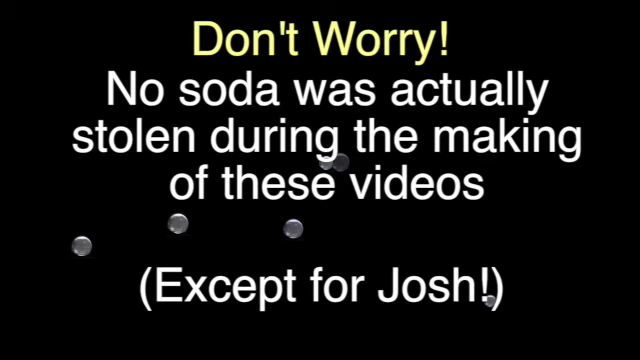 Don't Worry!
No soda was actually
stolen during the making
of these videos
(Except for Josh!)